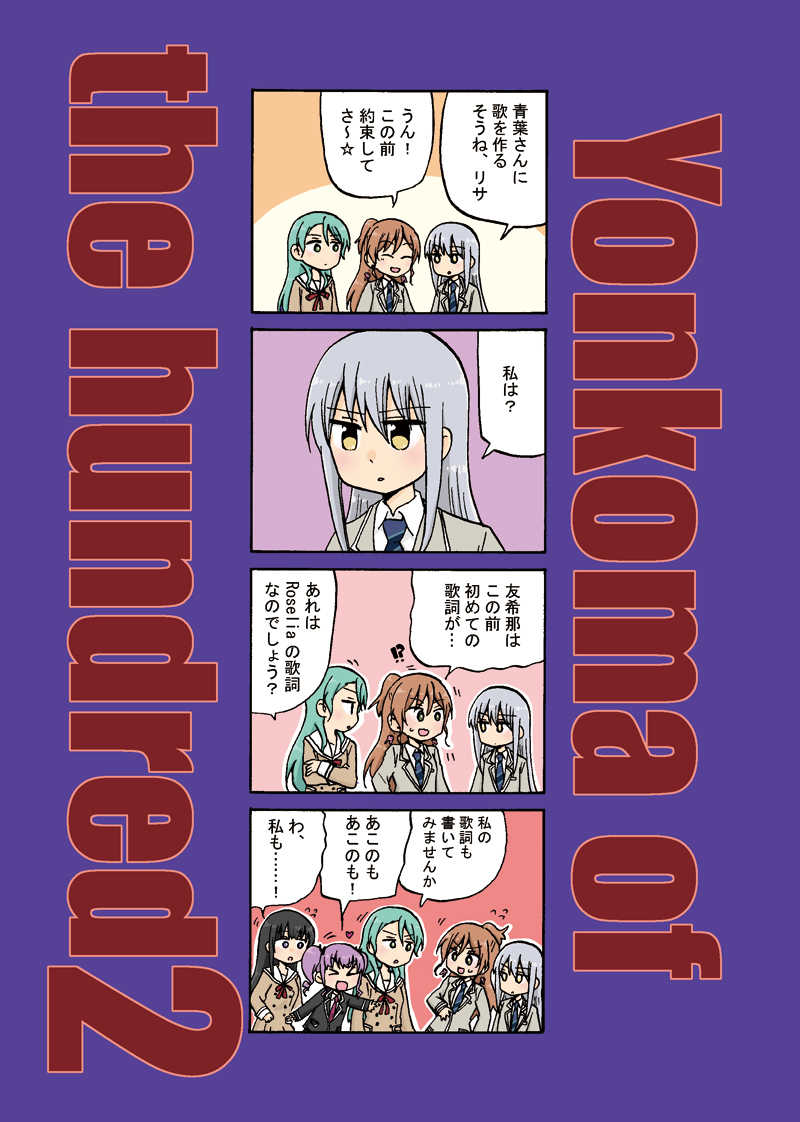 Yonkoma of
the hundred2
青葉さんに
歌を作る
そうね、リサ
うん！
この前
約束して
さ～☆
私は？
友希那は
この前
初めての
歌詞が…
!?
あれは
Roseliaの歌詞
なのでしょう？
私の
歌詞も
書いて
みませんか
あこのも
あこのも！
わ、
私も……！